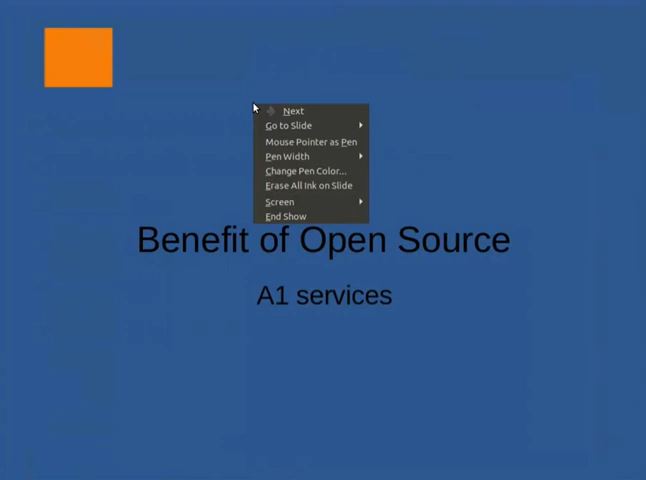 Next
Go to Slide
Mouse Pointer as Pen
Pen Width
Change Pen Color...
Erase All Ink on Slide
Screen
End Show
Benefit of Open Source
A1 services